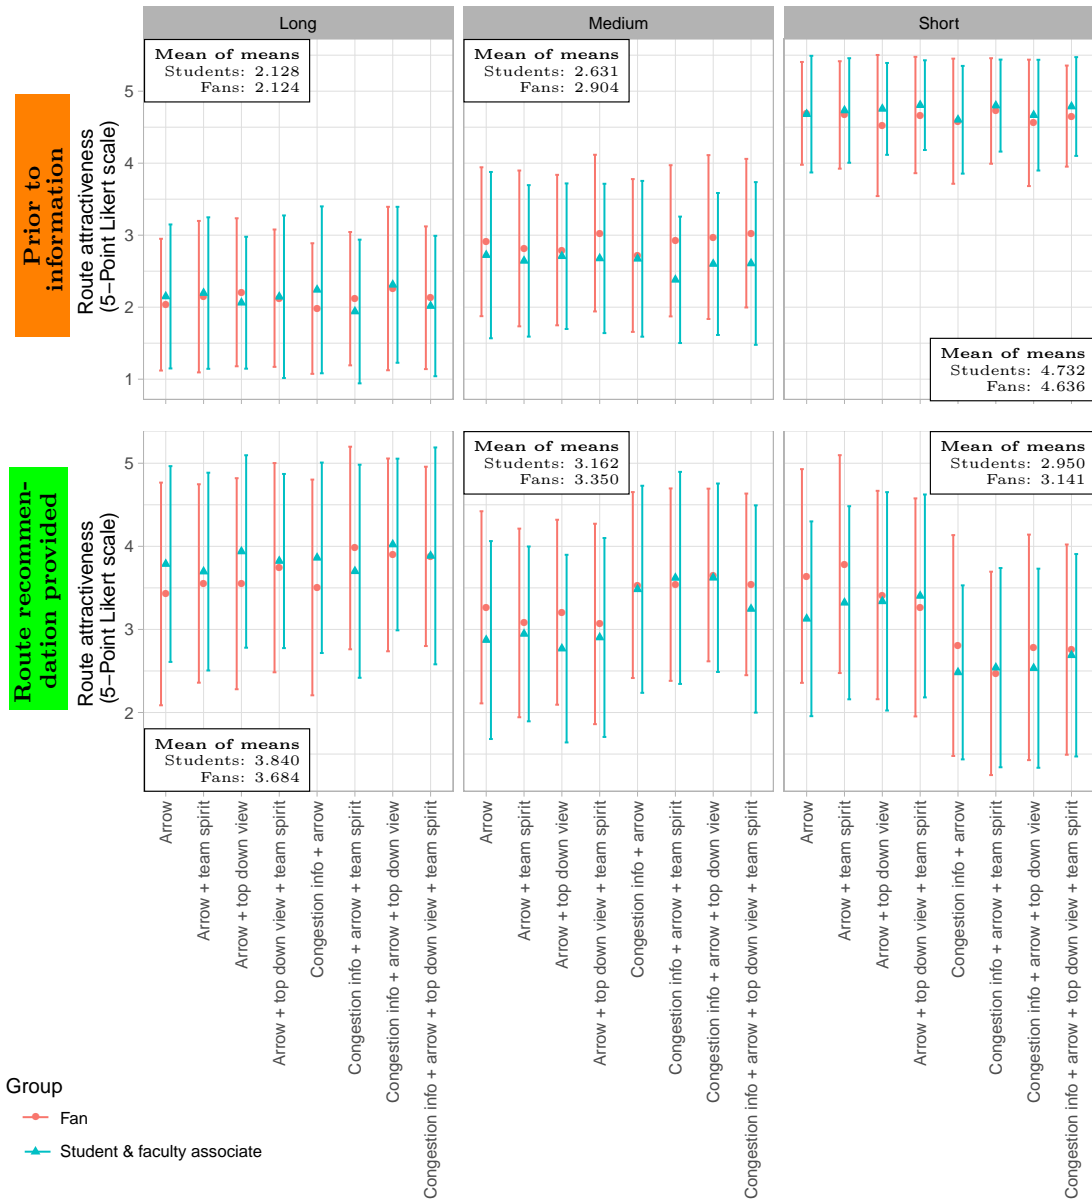 Long
Medium
Short
Prior to
information
Route attractiveness
(5−Point Likert scale)
5
4
3
2
1
Mean of means
Students: 2.128
Fans: 2.124
Mean of means
Students: 2.631
Fans: 2.904
Mean of means
Students: 4.732
Fans: 4.636
Route recommen-
dation provided
Route attractiveness
(5−Point Likert scale)
5
4
3
2
Mean of means
Students: 3.840
Fans: 3.684
Mean of means
Students: 3.162
Fans: 3.350
Mean of means
Students: 2.950
Fans: 3.141
Arrow
Arrow + team spirit
Arrow + top down view
Arrow + top down view + team spirit
Congestion info + arrow
Congestion info + arrow + team spirit
Congestion info + arrow + top down view
Congestion info + arrow + top down view + team spirit
Arrow
Arrow + team spirit
Arrow + top down view
Arrow + top down view + team spirit
Congestion info + arrow
Congestion info + arrow + team spirit
Congestion info + arrow + top down view
Congestion info + arrow + top down view + team spirit
Arrow
Arrow + team spirit
Arrow + top down view
Arrow + top down view + team spirit
Congestion info + arrow
Congestion info + arrow + team spirit
Congestion info + arrow + top down view
Congestion info + arrow + top down view + team spirit
Group
Fan
Student & faculty associate